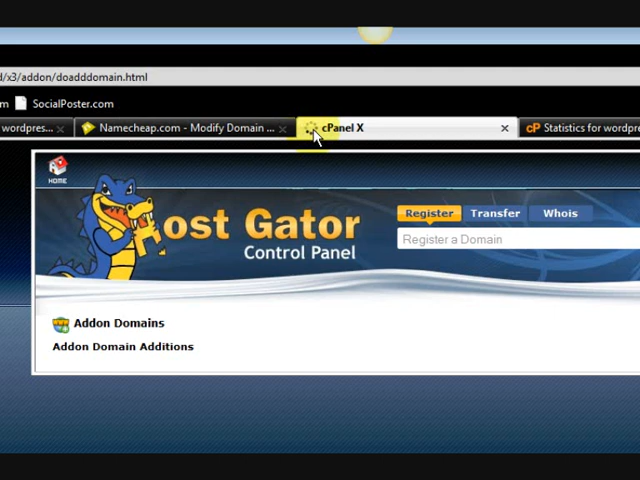 d/x3/addon/doadddomain.html
m SocialPoster.com
wordpres... Namecheap.com - Modify Domain ... cPanel X cP Statistics for wordpre
HOME
Host Gator
Control Panel
Register Transfer Whois
Register a Domain
Addon Domains
Addon Domain Additions